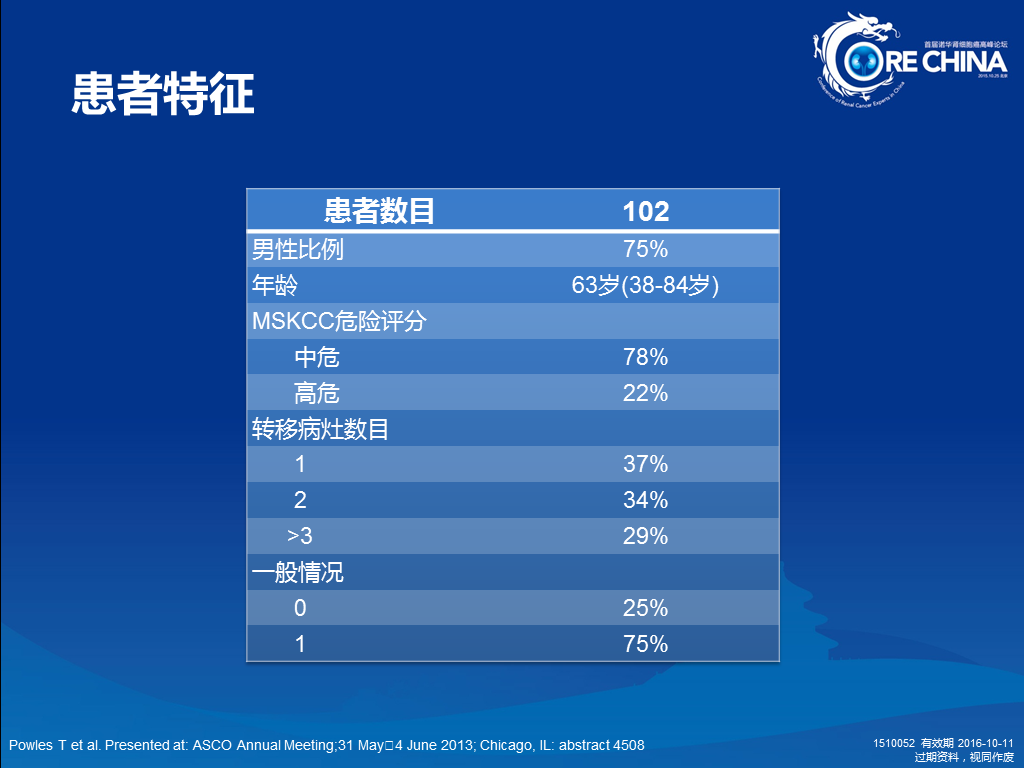 首届诺华肾细胞癌高峰论坛
CORE CHINA
2015.10.25 北京
Conference of Renal Cancer Experts in China
患者特征
患者数目 102
男性比例 75%
年龄 63岁(38-84岁)
MSKCC危险评分
中危 78%
高危 22%
转移病灶数目
1 37%
2 34%
>3 29%
一般情况
0 25%
1 75%
Powles T et al. Presented at: ASCO Annual Meeting;31 May□4 June 2013; Chicago, IL: abstract 4508
1510052 有效期 2016-10-11
过期资料，视同作废